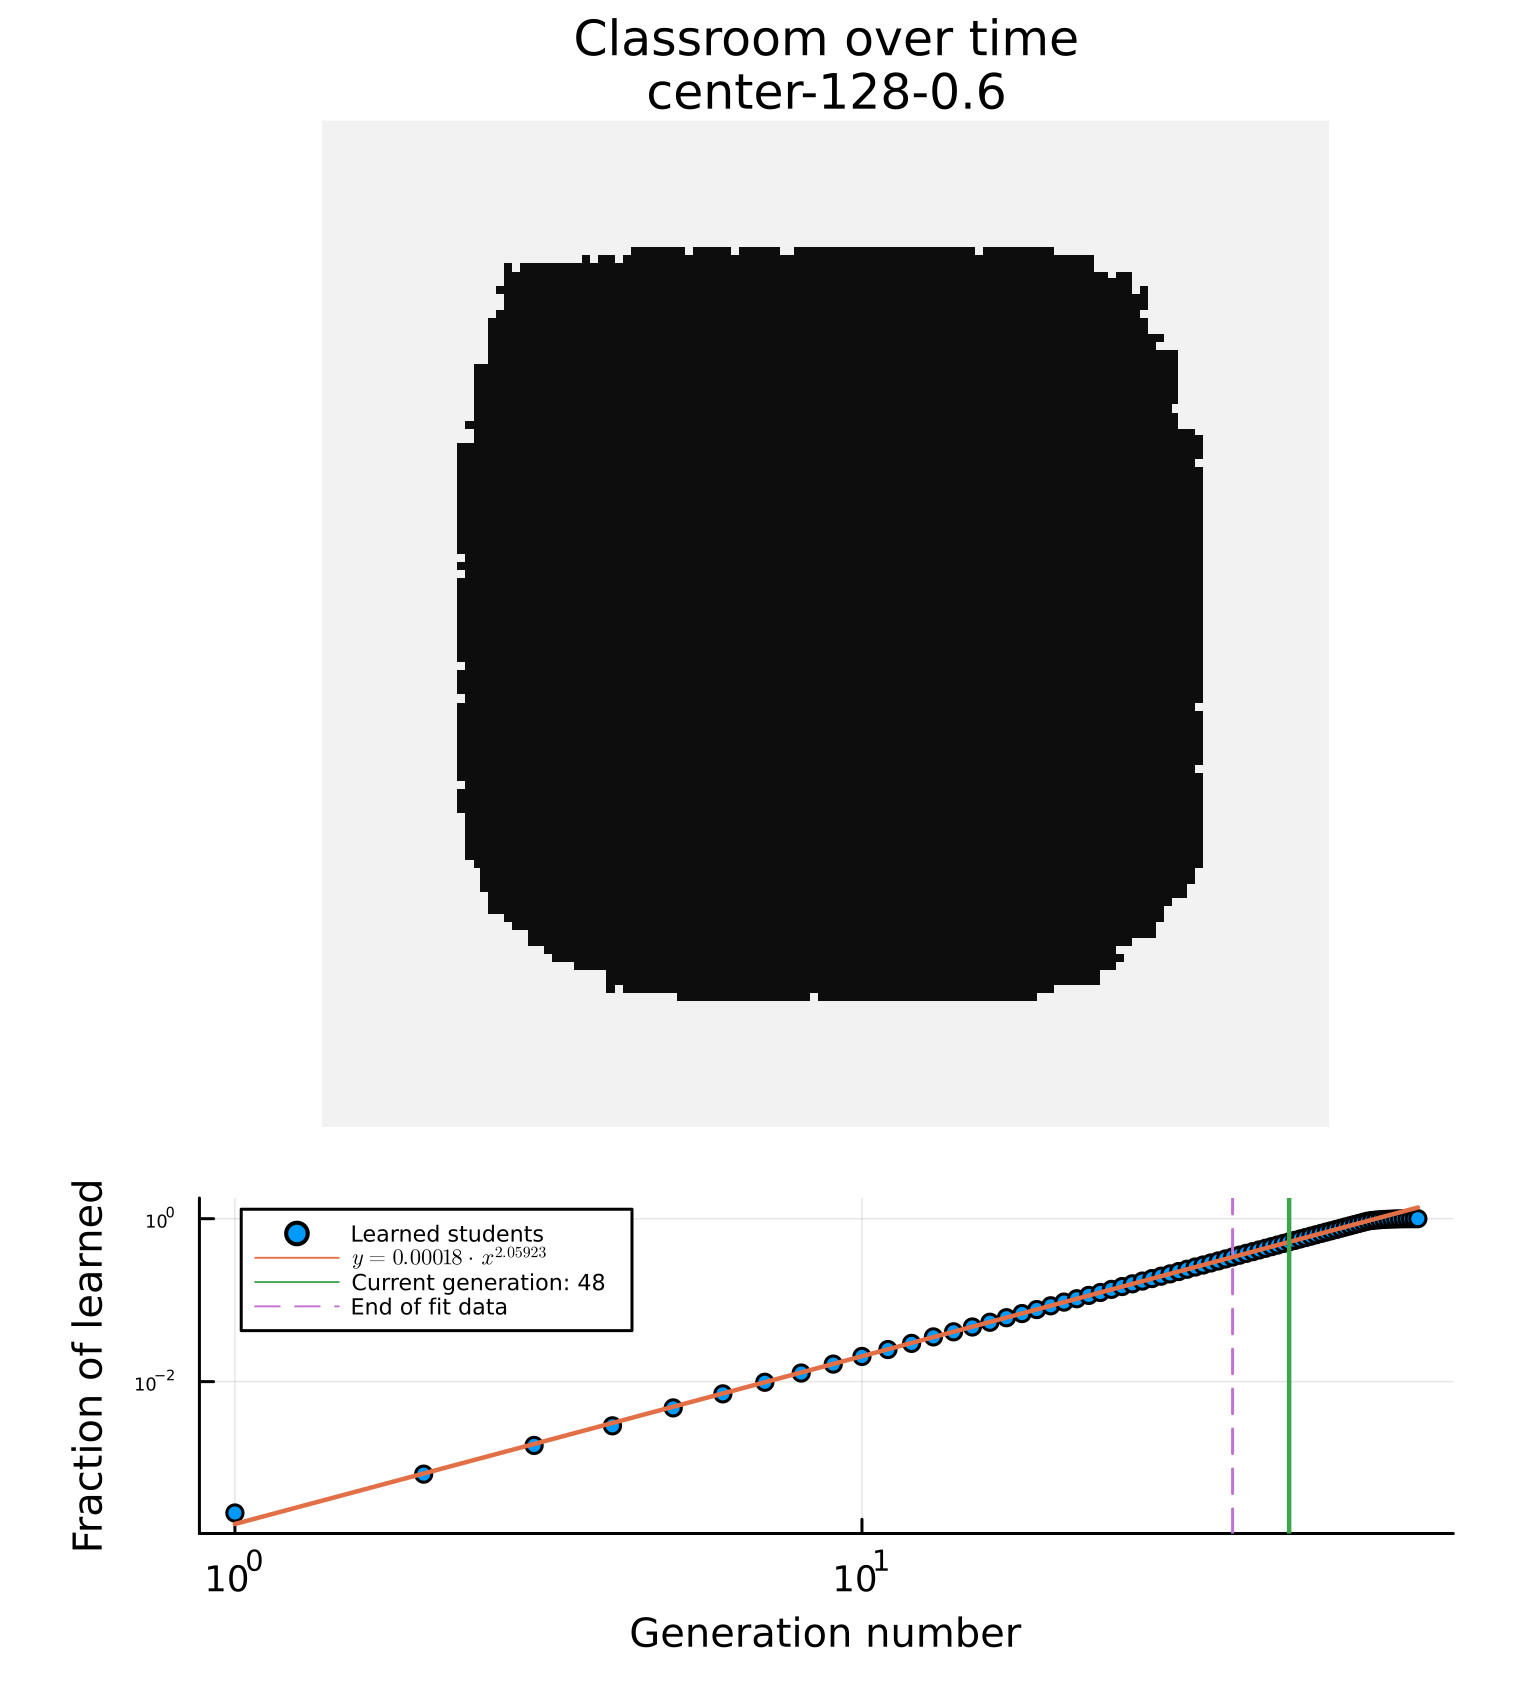 Classroom over time
center-128-0.6
Fraction of learned
10^0
10^-2
Learned students
y = 0.00018 · x^2.05923
Current generation: 48
End of fit data
10^0
10^1
Generation number